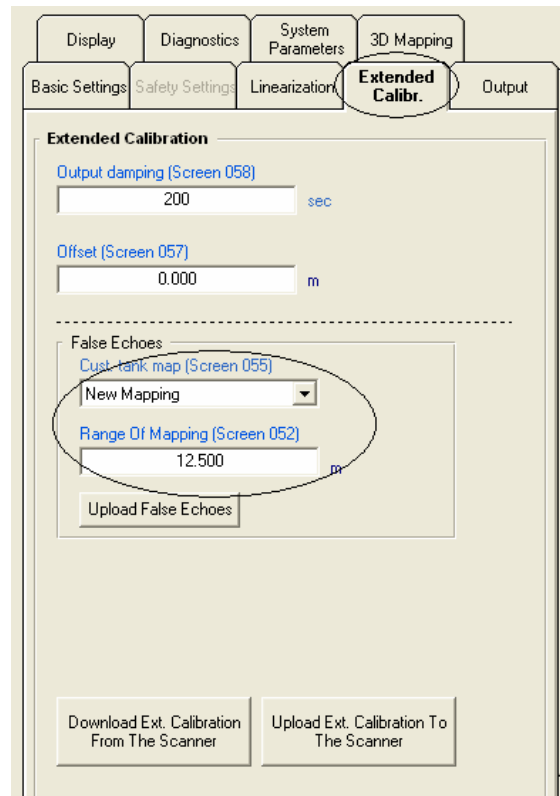 Display
Diagnostics
System
Parameters
3D Mapping
Basic Settings
Safety Settings
Linearization
Extended
Calibr.
Output
Extended Calibration
Output damping (Screen 058)
200
sec
Offset (Screen 057)
0.000
m
False Echoes
Cust. tank map (Screen 055)
New Mapping
Range Of Mapping (Screen 052)
12.500
m
Upload False Echoes
Download Ext. Calibration
From The Scanner
Upload Ext. Calibration To
The Scanner